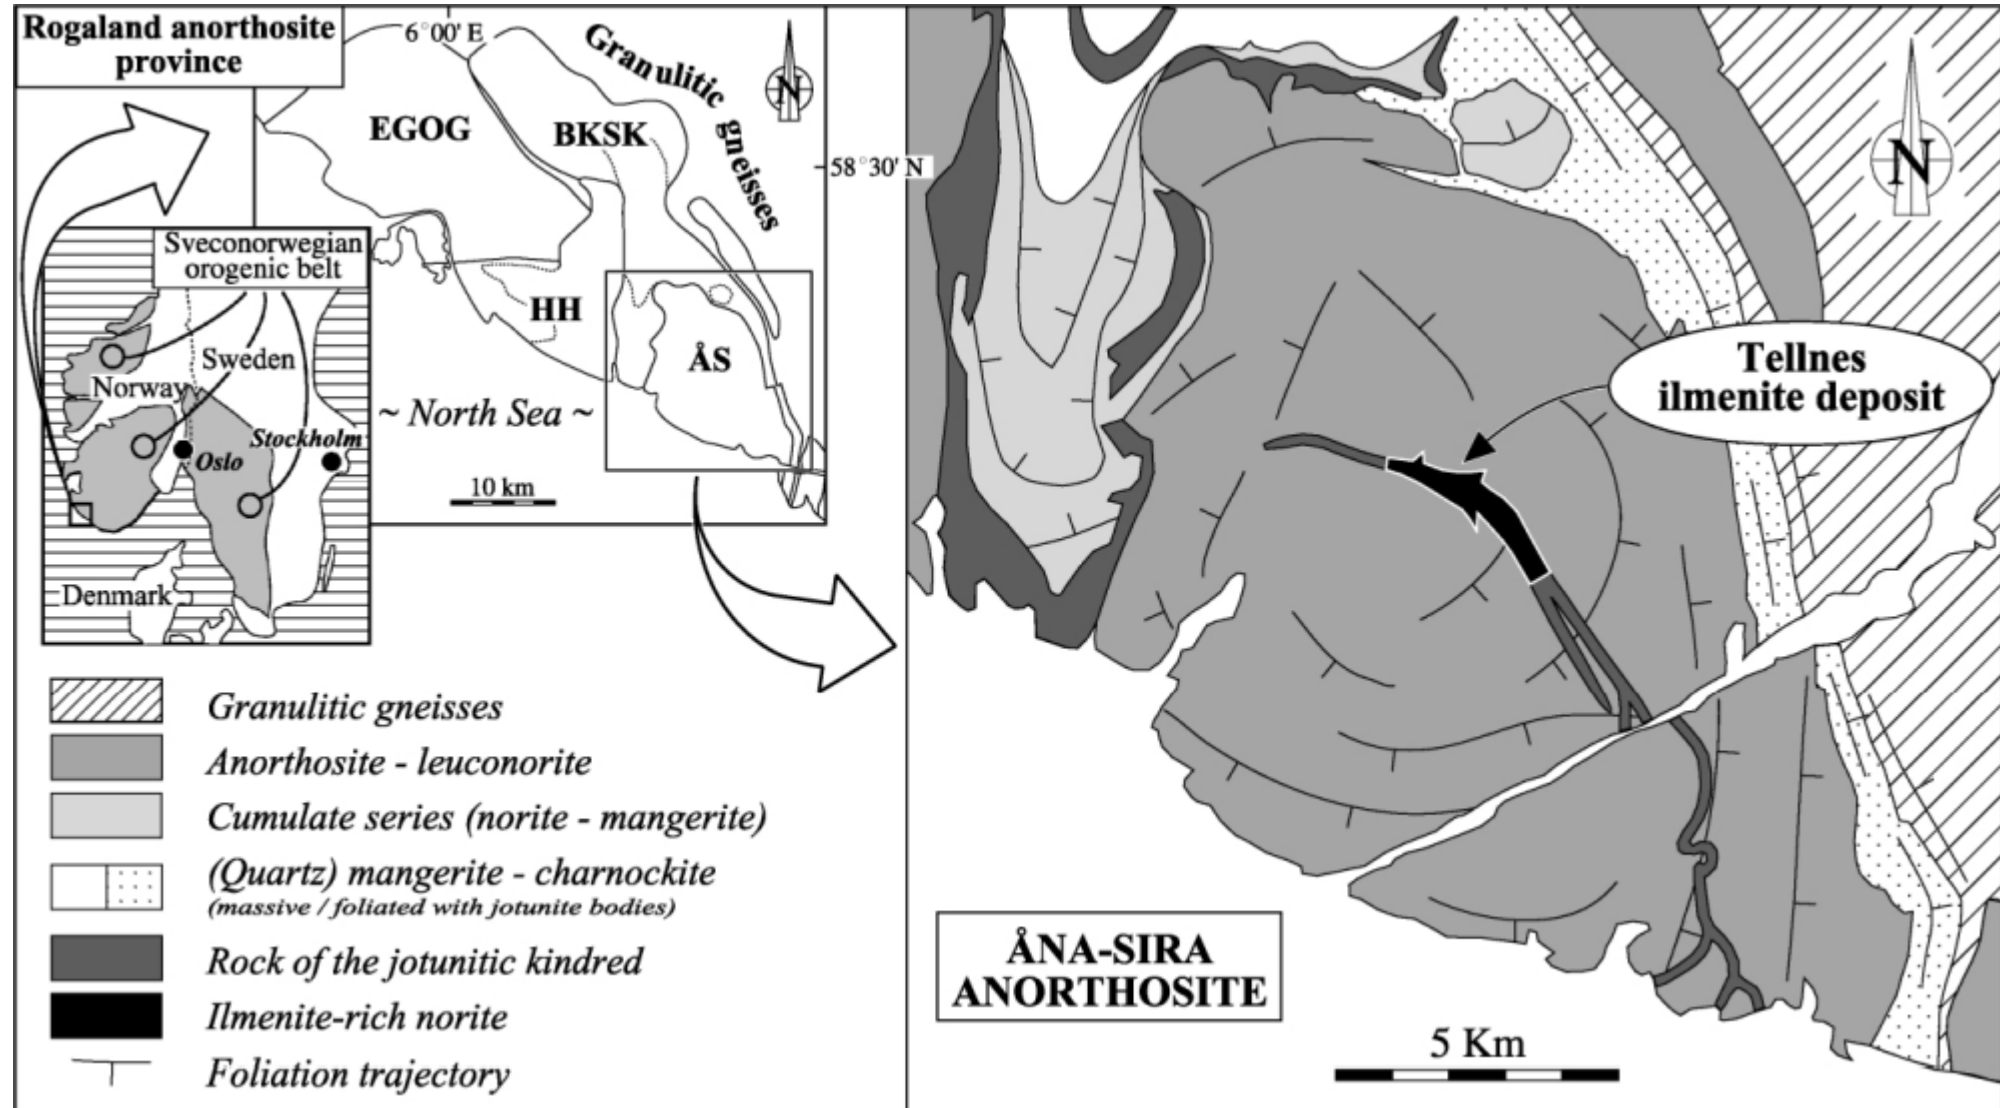 Rogaland anorthosite
province
6°00' E
Granulitic gneisses
N
EGOG
BKSK
58°30' N
HH
ÅS
~ North Sea ~
10 km
Sveconorwegian
orogenic belt
Sweden
Norway
Stockholm
Oslo
Denmark
Granulitic gneisses
Anorthosite - leuconorite
Cumulate series (norite - mangerite)
(Quartz) mangerite - charnockite
(massive / foliated with jotunite bodies)
Rock of the jotunitic kindred
Ilmenite-rich norite
Foliation trajectory
N
Tellnes
ilmenite deposit
ÅNA-SIRA
ANORTHOSITE
5 Km